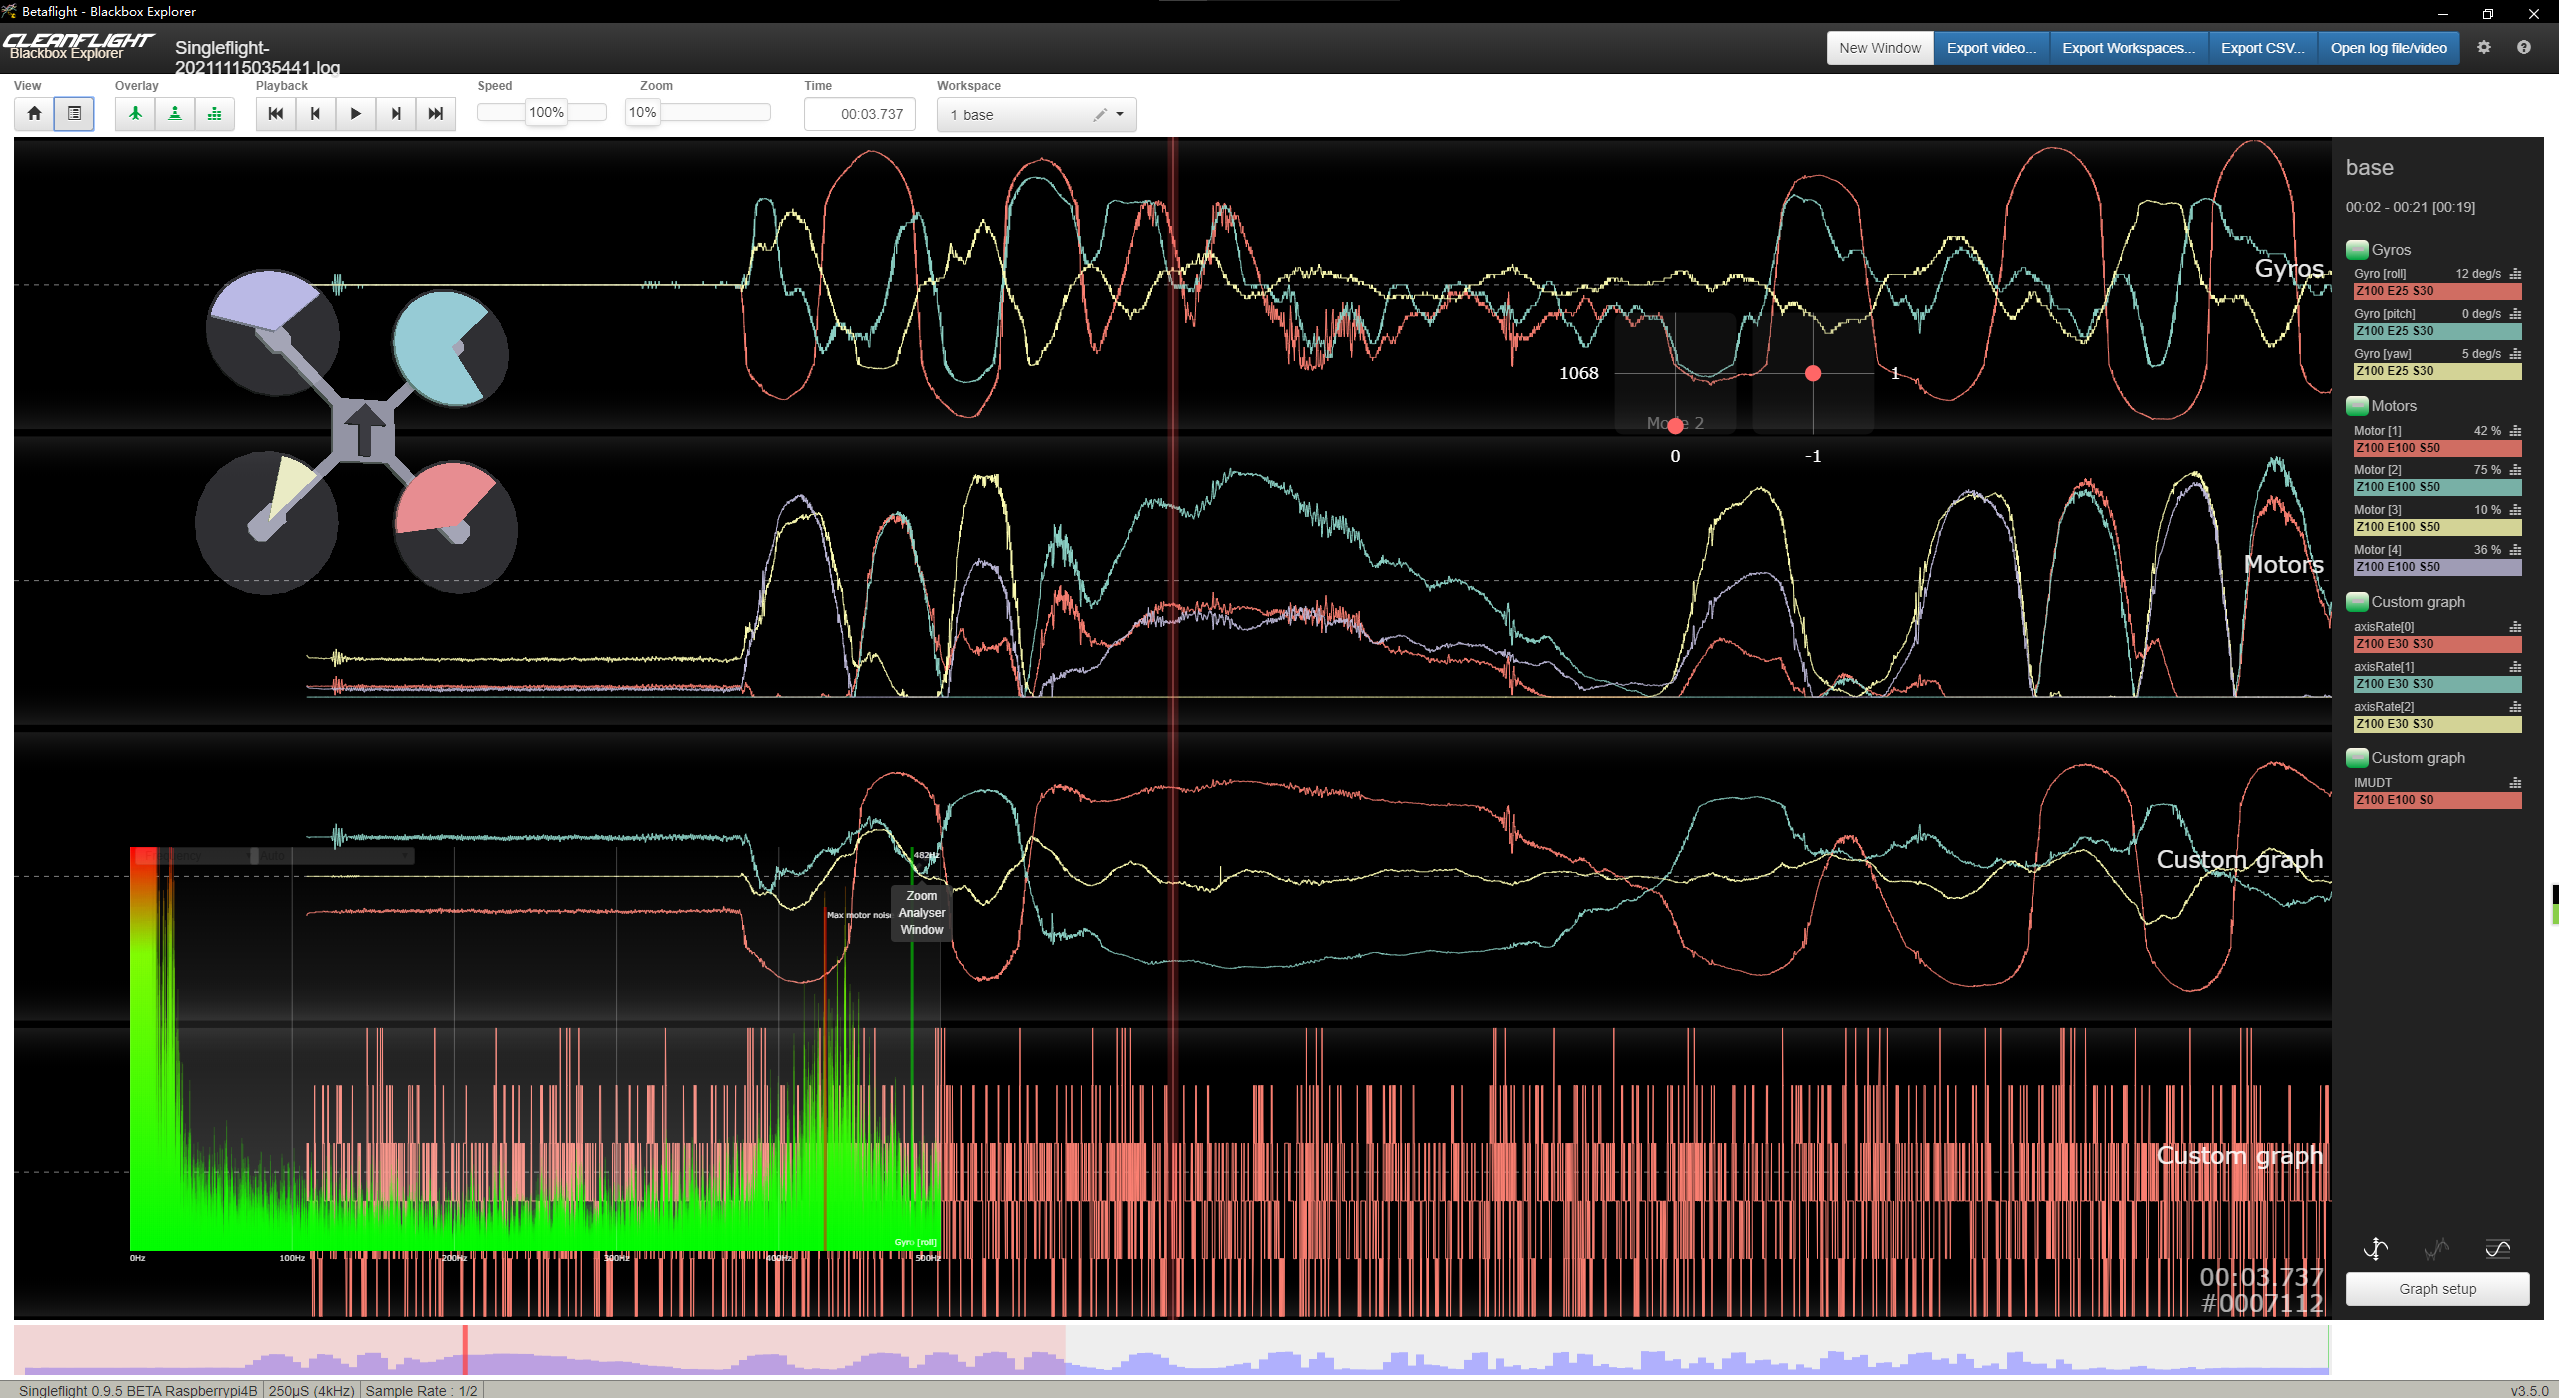 Betaflight - Blackbox Explorer
CLEANFLIGHT
Blackbox Explorer
Singleflight-
20211115035441.log
New Window
Export video...
Export Workspaces...
Export CSV...
Open log file/video
View
Overlay
Playback
Speed
Zoom
Time
Workspace
100%
10%
00:03.737
1 base
base
00:02 - 00:21 [00:19]
Gyros
Gyros
Gyro [roll] 12 deg/s
Z100 E25 S30
Gyro [pitch] 0 deg/s
Z100 E25 S30
Gyro [yaw] 5 deg/s
Z100 E25 S30
1068
1
Mode 2
0
-1
Motors
Motors
Motor [1] 42 %
Z100 E100 S50
Motor [2] 75 %
Z100 E100 S50
Motor [3] 10 %
Z100 E100 S50
Motor [4] 36 %
Z100 E100 S50
Custom graph
axisRate[0]
Z100 E30 S30
axisRate[1]
Z100 E30 S30
axisRate[2]
Z100 E30 S30
Custom graph
IMUDT
Z100 E100 S0
Custom graph
Frequency
Auto
482Hz
Zoom
Analyser
Window
Max motor noise
Custom graph
Gyro [roll]
0Hz
100Hz
200Hz
300Hz
400Hz
500Hz
00:03.737
#0007112
Graph setup
Singleflight 0.9.5 BETA Raspberrypi4B
250µS (4kHz)
Sample Rate : 1/2
v3.5.0